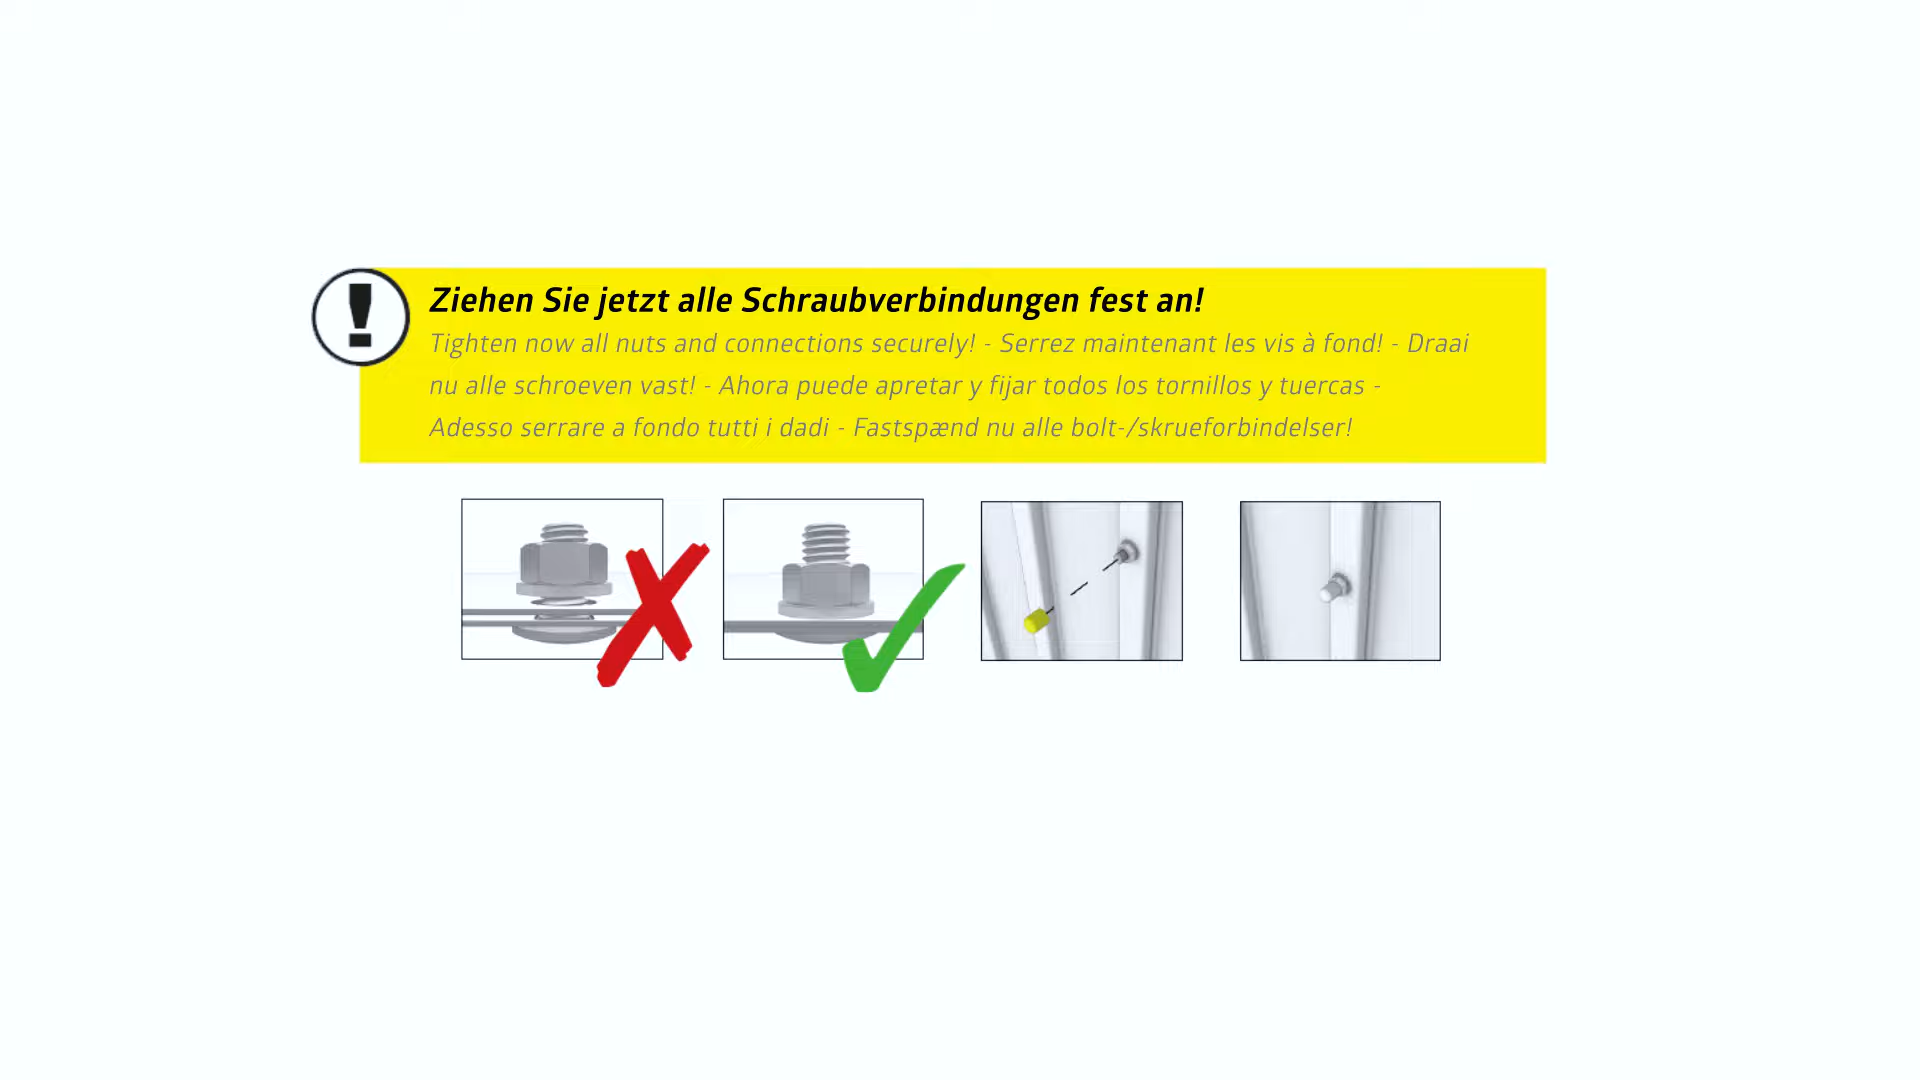 Ziehen Sie jetzt alle Schraubverbindungen fest an!
Tighten now all nuts and connections securely! - Serrez maintenant les vis à fond! - Draai
nu alle schroeven vast! - Ahora puede apretar y fijar todos los tornillos y tuercas -
Adesso serrare a fondo tutti i dadi - Fastspænd nu alle bolt-/skrueforbindelser!